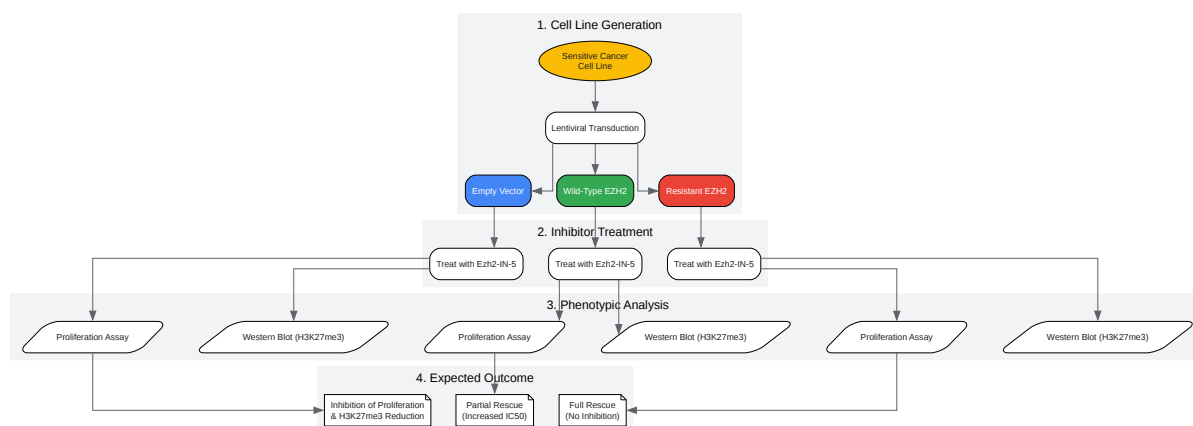 1. Cell Line Generation
Sensitive Cancer
Cell Line
Lentiviral Transduction
Empty Vector
Wild-Type EZH2
Resistant EZH2
2. Inhibitor Treatment
Treat with Ezh2-IN-5
Treat with Ezh2-IN-5
Treat with Ezh2-IN-5
3. Phenotypic Analysis
Proliferation Assay
Western Blot (H3K27me3)
Proliferation Assay
Western Blot (H3K27me3)
Proliferation Assay
Western Blot (H3K27me3)
4. Expected Outcome
Inhibition of Proliferation
& H3K27me3 Reduction
Partial Rescue
(Increased IC50)
Full Rescue
(No Inhibition)